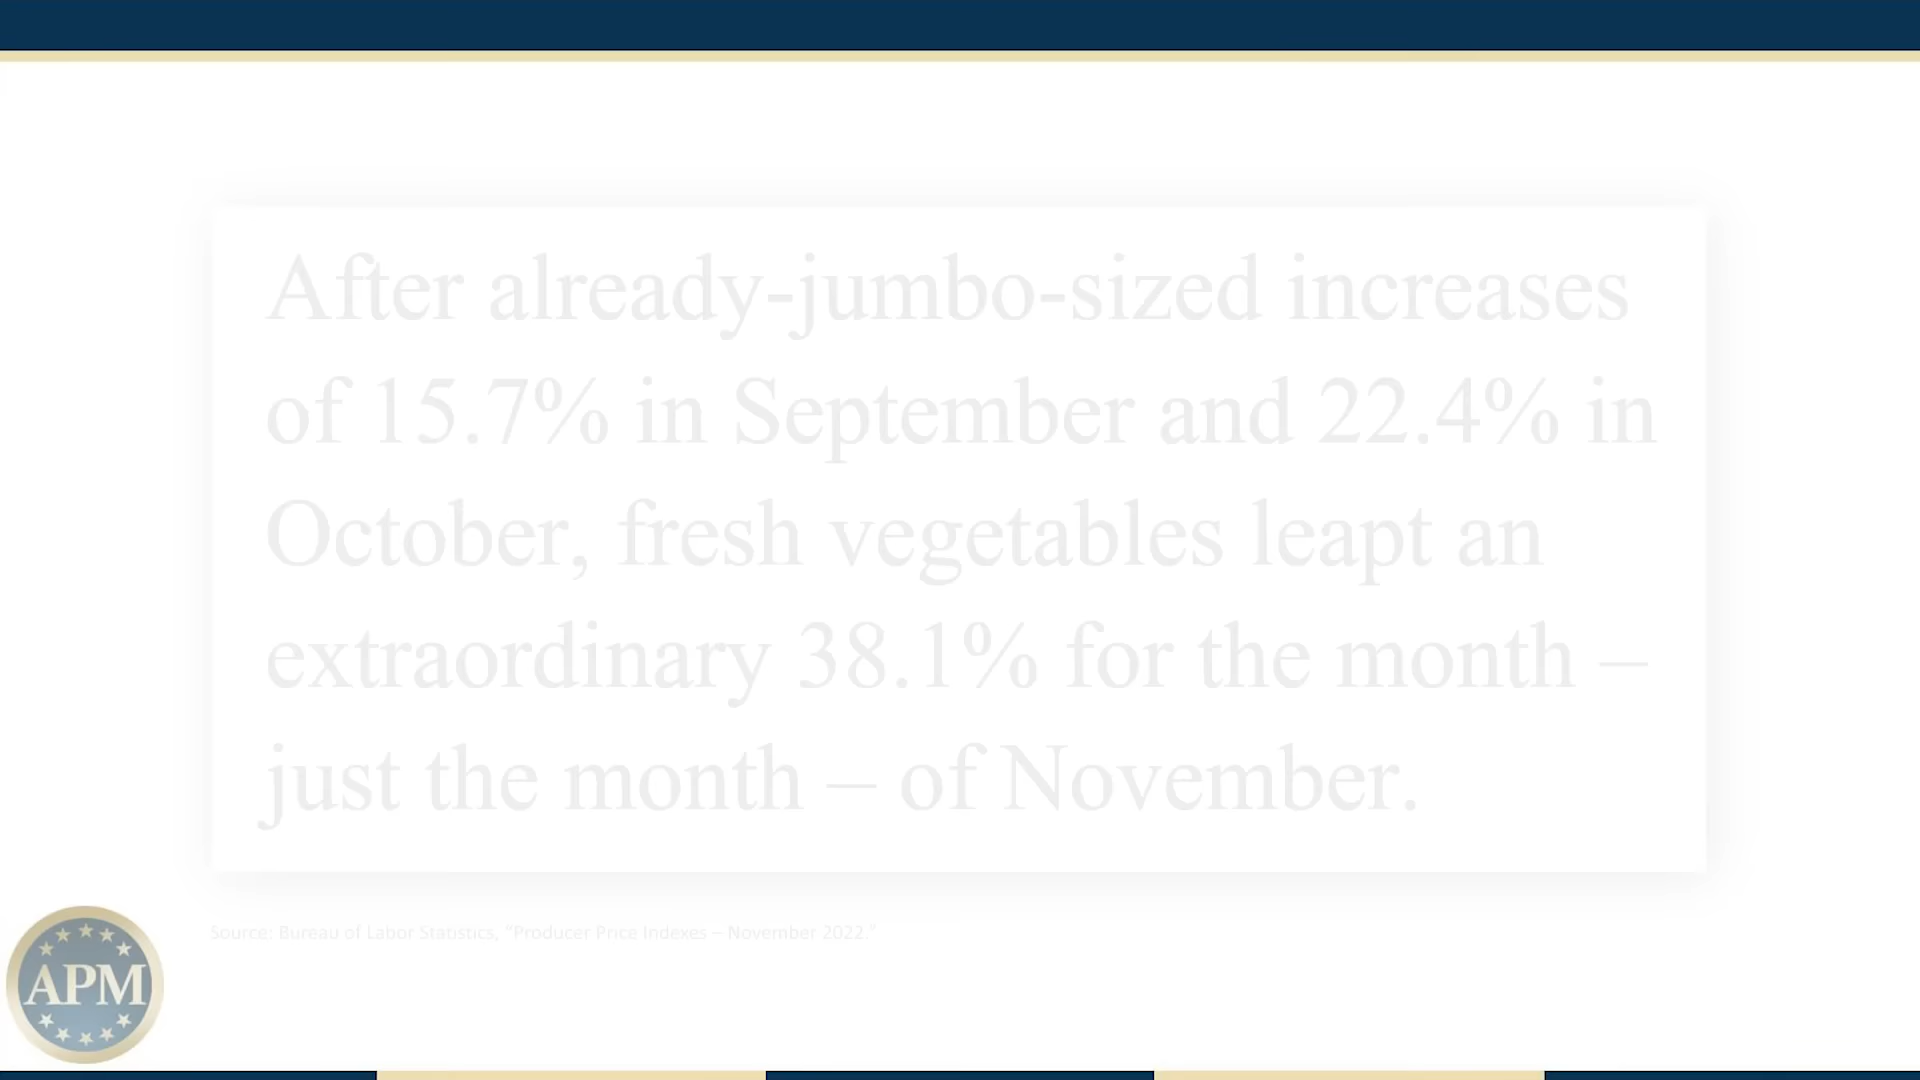 After already-jumbo-sized increases
of 15.7% in September and 22.4% in
October, fresh vegetables leapt an
extraordinary 38.1% for the month –
just the month – of November.
Source: Bureau of Labor Statistics, "Producer Price Indexes – November 2022."
APM